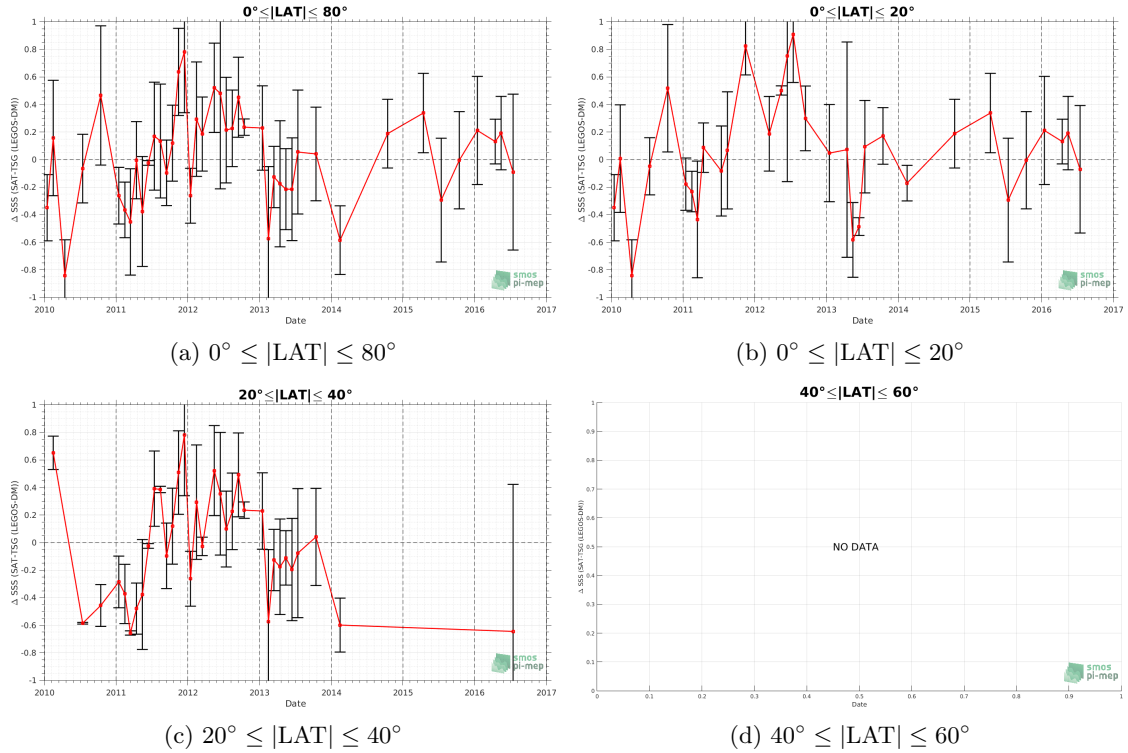 0°≤|LAT|≤ 80°
Δ SSS (SAT-TSG (LEGOS-DM))
1
0.8
0.6
0.4
0.2
0
-0.2
-0.4
-0.6
-0.8
-1
2010 2011 2012 2013 2014 2015 2016 2017
Date
smos
pi-mep
(a) 0° ≤ |LAT| ≤ 80°
0°≤|LAT|≤ 20°
Δ SSS (SAT-TSG (LEGOS-DM))
1
0.8
0.6
0.4
0.2
0
-0.2
-0.4
-0.6
-0.8
-1
2010 2011 2012 2013 2014 2015 2016 2017
Date
smos
pi-mep
(b) 0° ≤ |LAT| ≤ 20°
20°≤|LAT|≤ 40°
Δ SSS (SAT-TSG (LEGOS-DM))
1
0.8
0.6
0.4
0.2
0
-0.2
-0.4
-0.6
-0.8
-1
2010 2011 2012 2013 2014 2015 2016 2017
Date
smos
pi-mep
(c) 20° ≤ |LAT| ≤ 40°
40°≤|LAT|≤ 60°
Δ SSS (SAT-TSG (LEGOS-DM))
1
0.9
0.8
0.7
0.6
0.5
0.4
0.3
0.2
0.1
0
NO DATA
0 0.1 0.2 0.3 0.4 0.5 0.6 0.7 0.8 0.9 1
Date
smos
pi-mep
(d) 40° ≤ |LAT| ≤ 60°